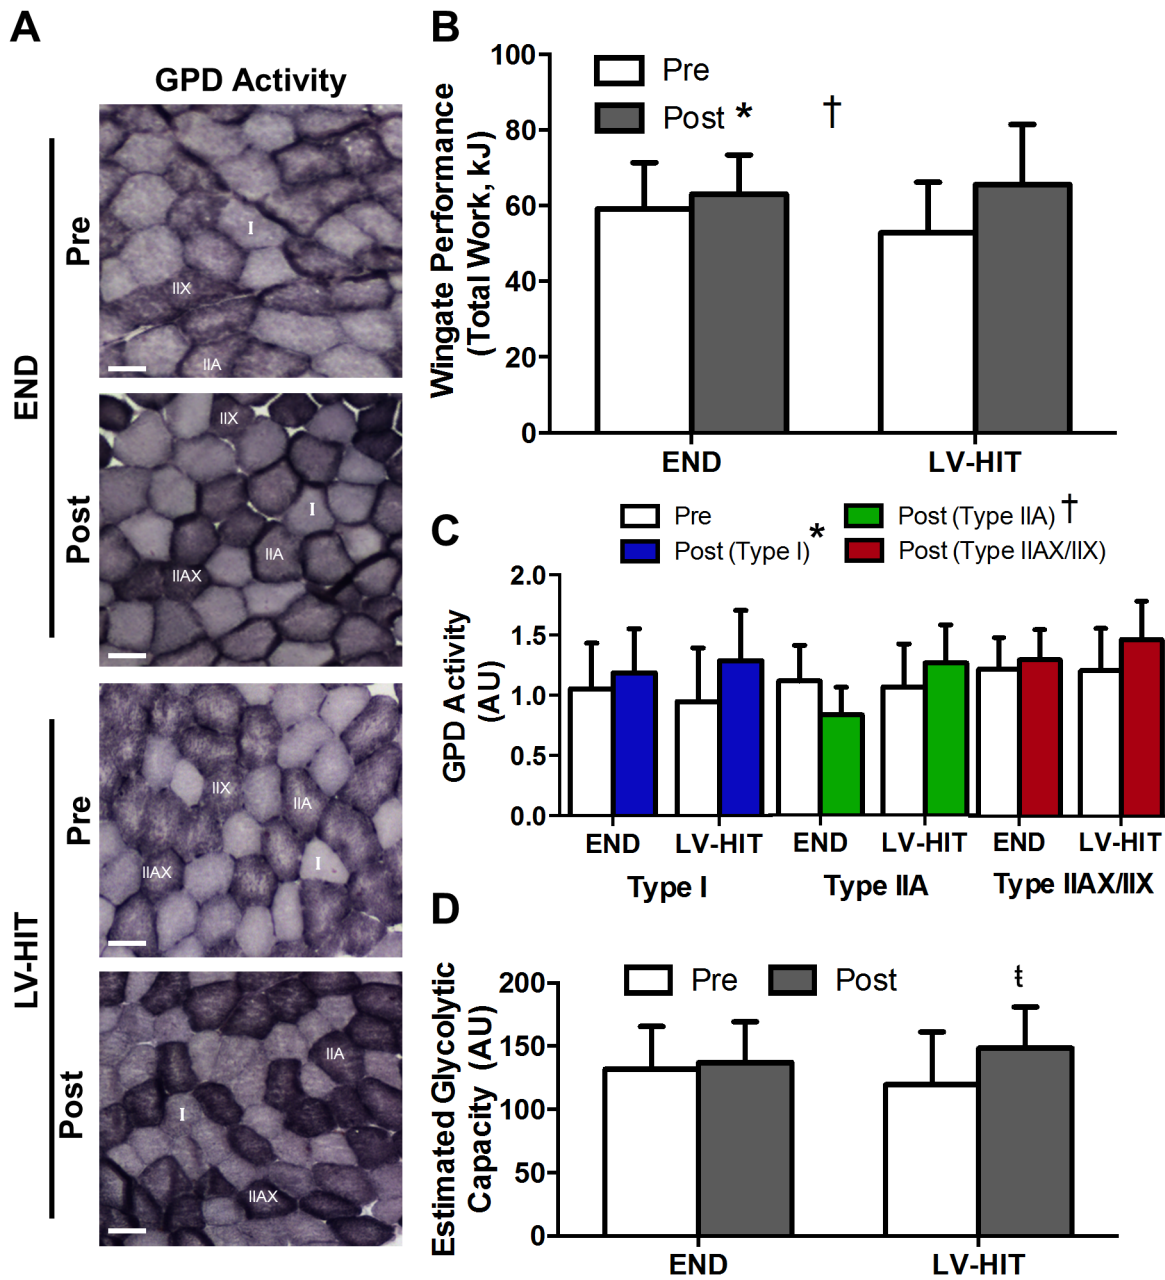 A
GPD Activity
END
Pre
I
IIX
IIA
Post
IIX
I
IIA
IIAX
LV-HIT
Pre
IIX
IIA
I
IIAX
Post
IIA
I
IIAX
B
Wingate Performance
(Total Work, kJ)
100
80
60
40
20
0
Pre
Post * †
END LV-HIT
C
Pre
Post (Type I) *
Post (Type IIA) †
Post (Type IIAX/IIX)
GPD Activity
(AU)
2.0
1.5
1.0
0.5
0.0
END LV-HIT END LV-HIT END LV-HIT
Type I Type IIA Type IIAX/IIX
D
Estimated Glycolytic
Capacity (AU)
200
150
100
50
0
Pre Post
ŧ
END LV-HIT